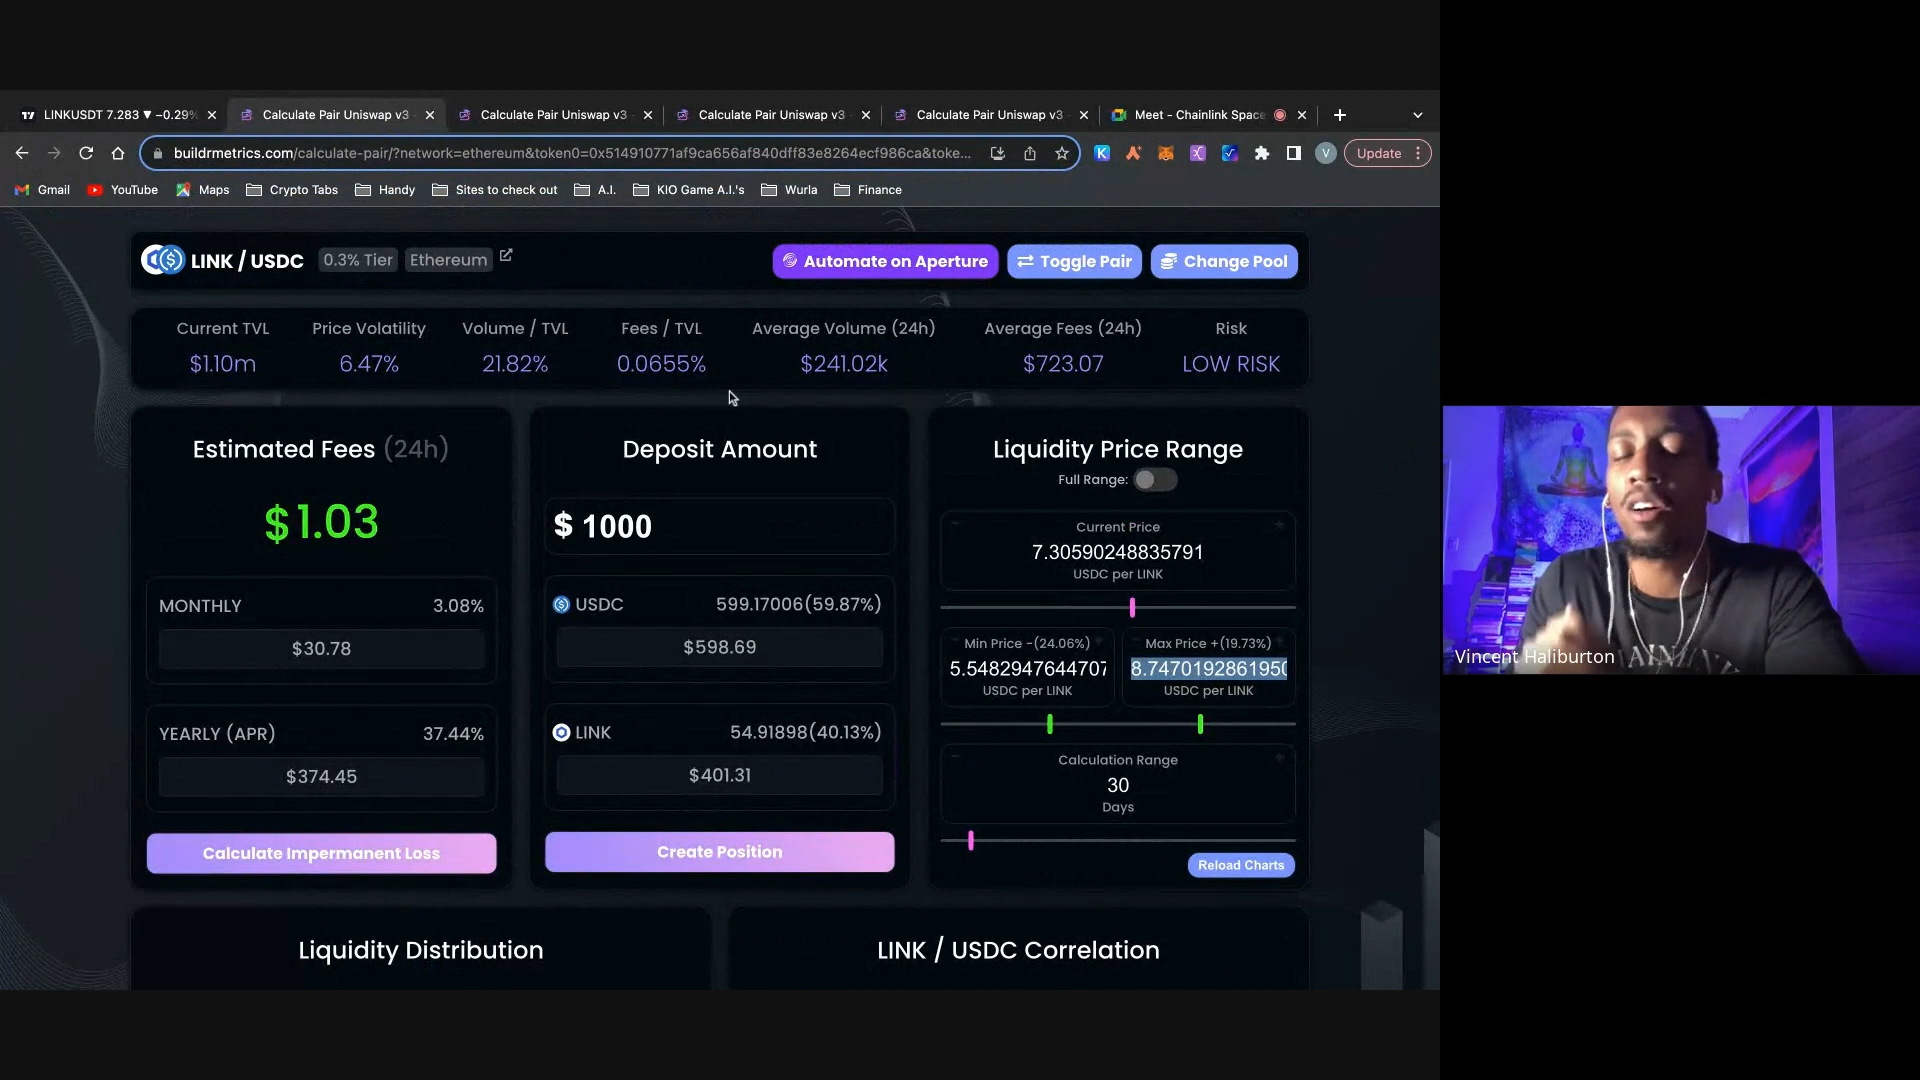 LINKUSDT 7.283 ▼ −0.29%
Calculate Pair Uniswap v3
Calculate Pair Uniswap v3
Calculate Pair Uniswap v3
Calculate Pair Uniswap v3
Meet - Chainlink Space
buildrmetrics.com/calculate-pair/?network=ethereum&token0=0x514910771af9ca656af840dff83e8264ecf986ca&toke...
V
Update
Gmail
YouTube
Maps
Crypto Tabs
Handy
Sites to check out
A.I.
KIO Game A.I.'s
Wurla
Finance
LINK / USDC
0.3% Tier
Ethereum
Automate on Aperture
Toggle Pair
Change Pool
Current TVL
Price Volatility
Volume / TVL
Fees / TVL
Average Volume (24h)
Average Fees (24h)
Risk
$1.10m
6.47%
21.82%
0.0655%
$241.02k
$723.07
LOW RISK
Estimated Fees (24h)
$1.03
MONTHLY 3.08%
$30.78
YEARLY (APR) 37.44%
$374.45
Calculate Impermanent Loss
Deposit Amount
$ 1000
USDC 599.17006(59.87%)
$598.69
LINK 54.91898(40.13%)
$401.31
Create Position
Liquidity Price Range
Full Range:
Current Price
7.30590248835791
USDC per LINK
Min Price -(24.06%)
5.5482947644707
USDC per LINK
Max Price +(19.73%)
8.7470192861950
USDC per LINK
Calculation Range
30
Days
Reload Charts
Liquidity Distribution
LINK / USDC Correlation
Vincent Haliburton